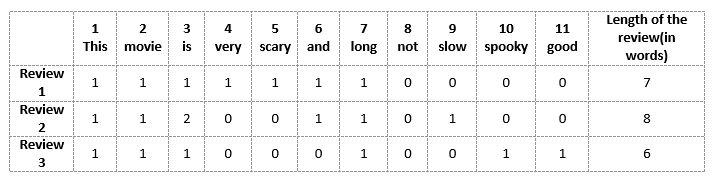 1 This 2 movie 3 is 4 very 5 scary 6 and 7 long 8 not 9 slow 10 spooky 11 good Length of the review(in words)
Review 1 1 1 1 1 1 1 1 0 0 0 0 7
Review 2 1 1 2 0 0 1 1 0 1 0 0 8
Review 3 1 1 1 0 0 0 1 0 0 1 1 6